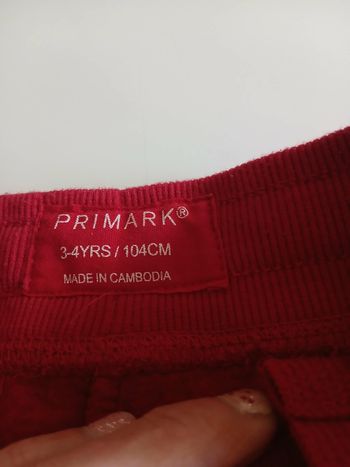 PRIMARK®
3-4YRS / 104CM
MADE IN CAMBODIA